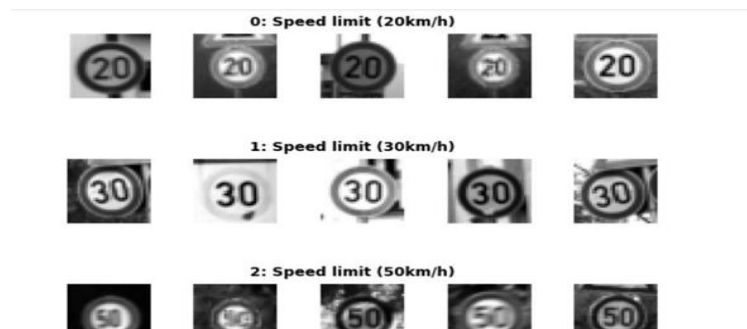 0: Speed limit (20km/h)
20 20 20 20 20
1: Speed limit (30km/h)
30 30 30 30 30
2: Speed limit (50km/h)
50 50 50 50